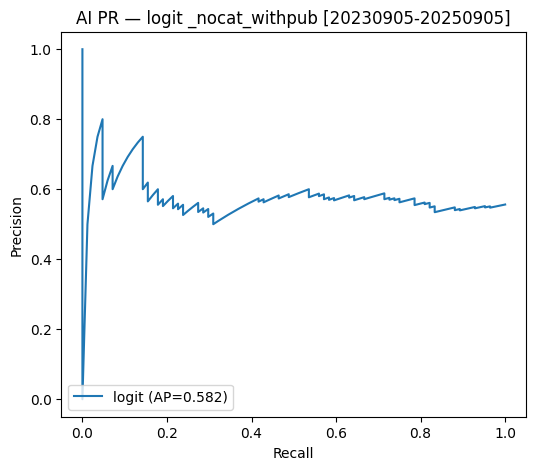 AI PR — logit _nocat_withpub [20230905-20250905]
Precision
1.0
0.8
0.6
0.4
0.2
0.0
logit (AP=0.582)
0.0 0.2 0.4 0.6 0.8 1.0
Recall